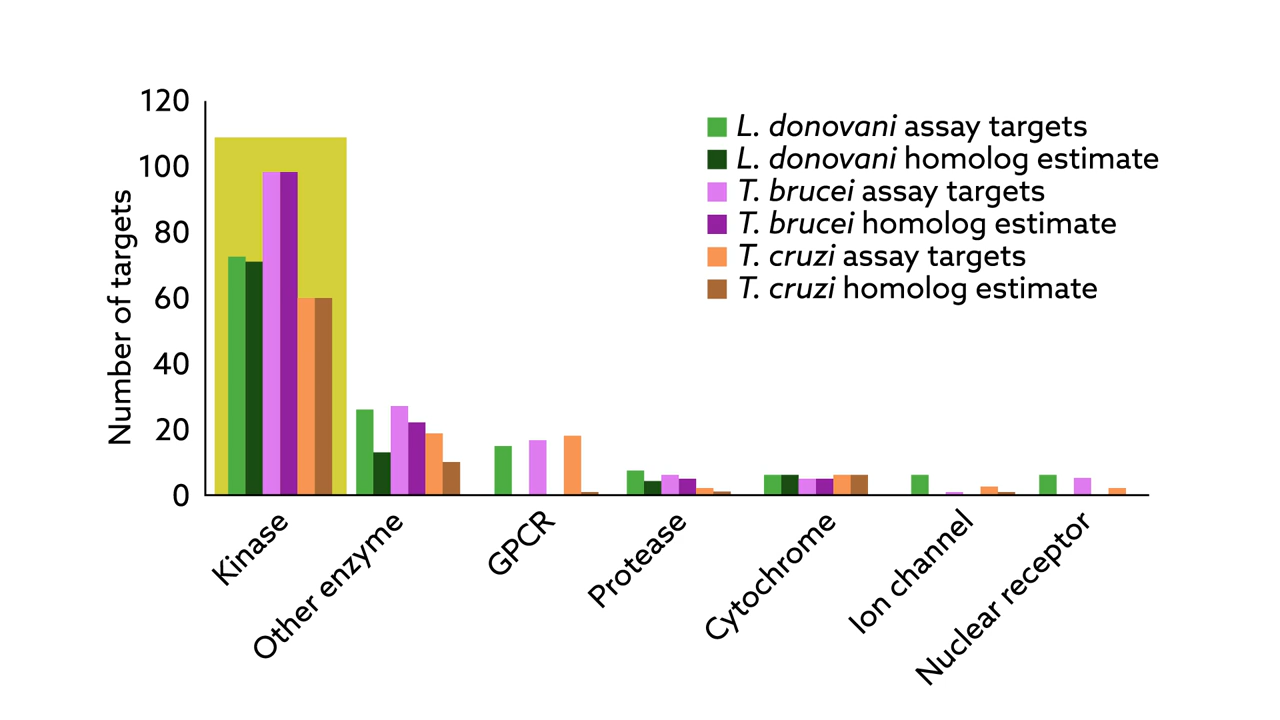 120
100
80
60
40
20
0
Number of targets
L. donovani assay targets
L. donovani homolog estimate
T. brucei assay targets
T. brucei homolog estimate
T. cruzi assay targets
T. cruzi homolog estimate
Kinase
Other enzyme
GPCR
Protease
Cytochrome
Ion channel
Nuclear receptor